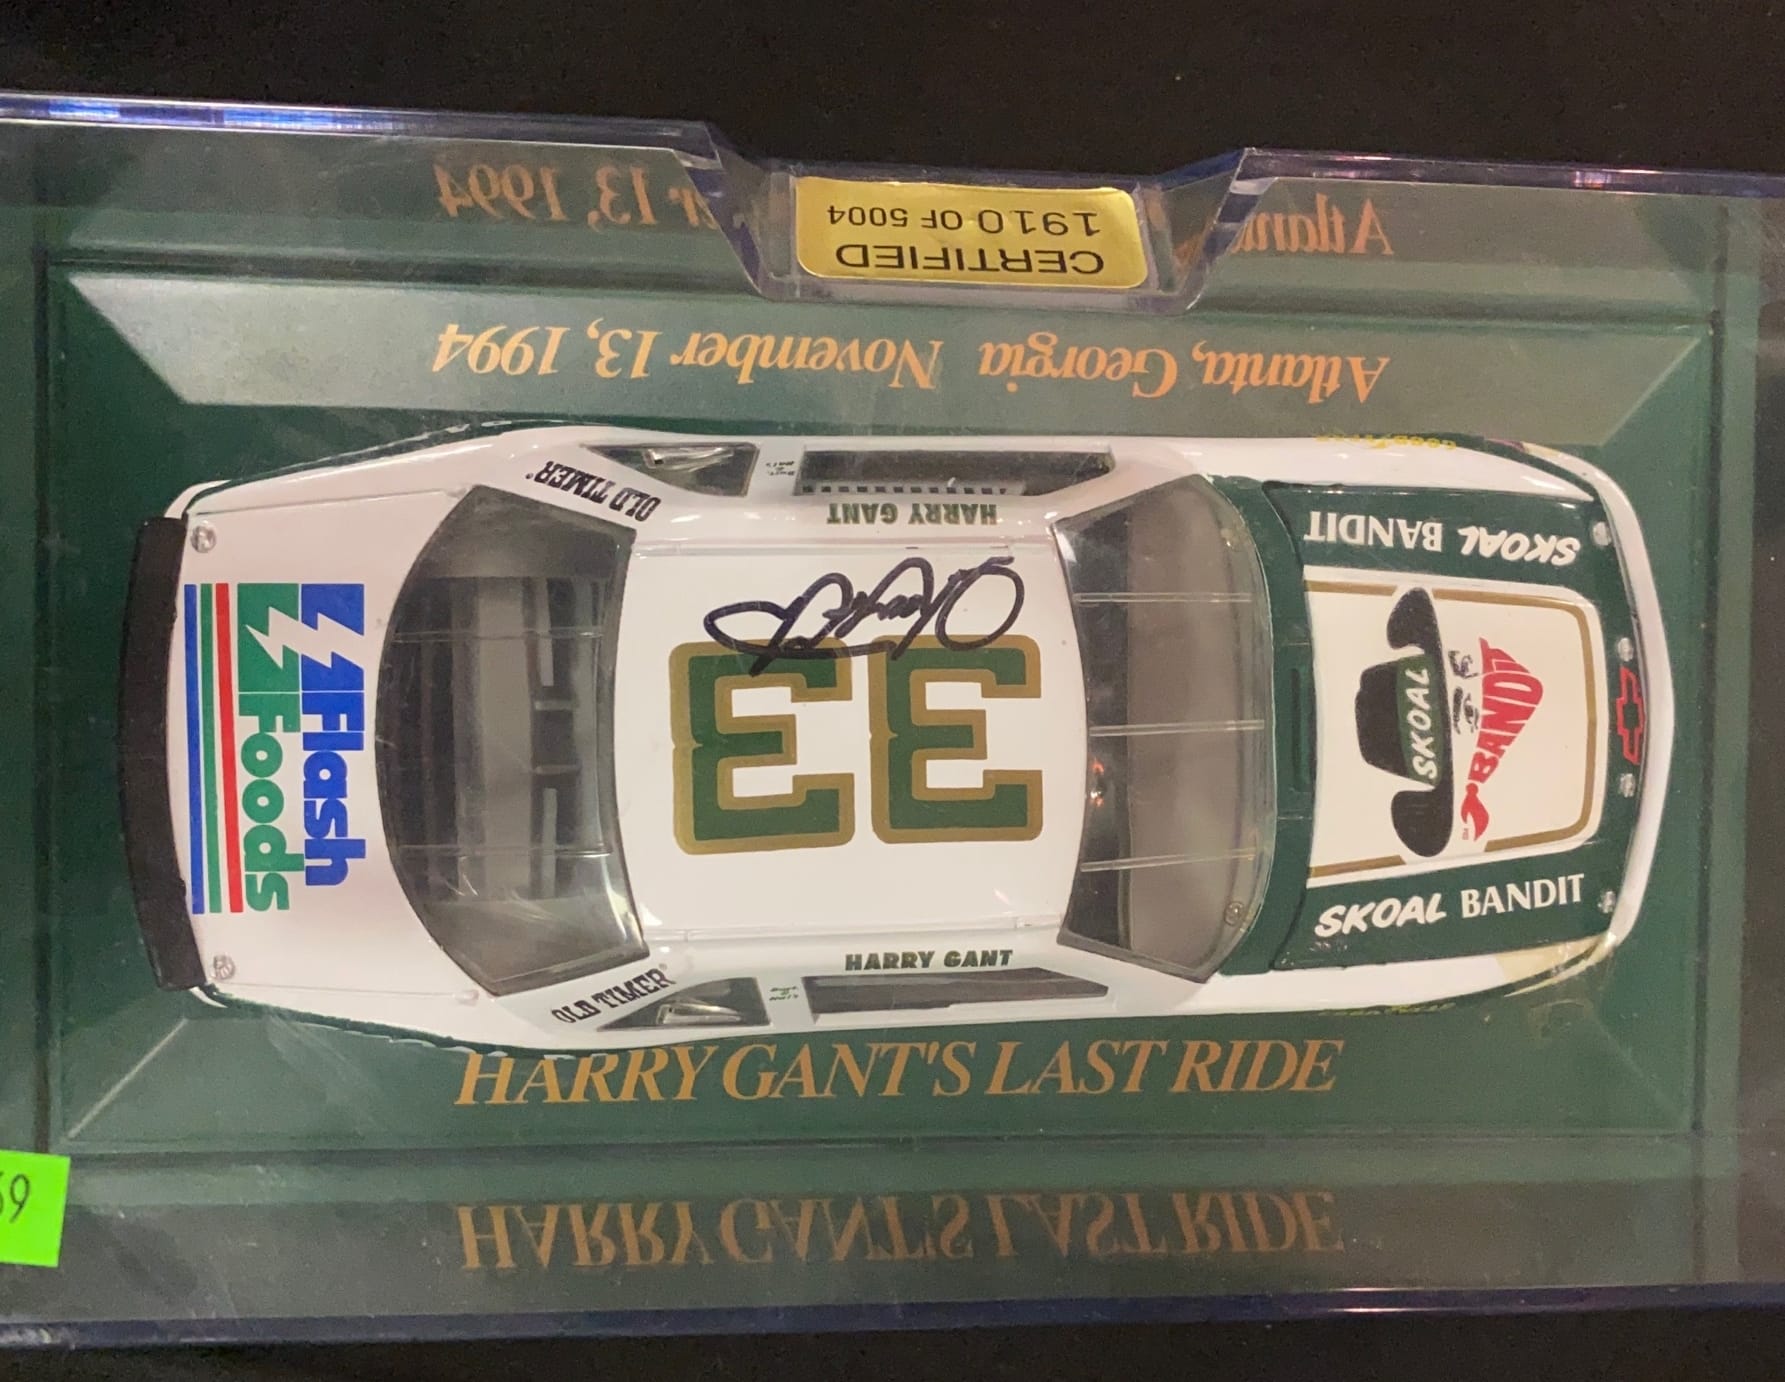 CERTIFIED
1910 OF 5004
Atlanta, Georgia November 13, 1994
OLD TIMER
HARRY GANT
GOODYEAR
SKOAL BANDIT
Flash
Foods
33
SKOAL
BANDIT
SKOAL BANDIT
HARRY GANT
OLD TIMER
HARRY GANT'S LAST RIDE
HARRY GANT'S LAST RIDE